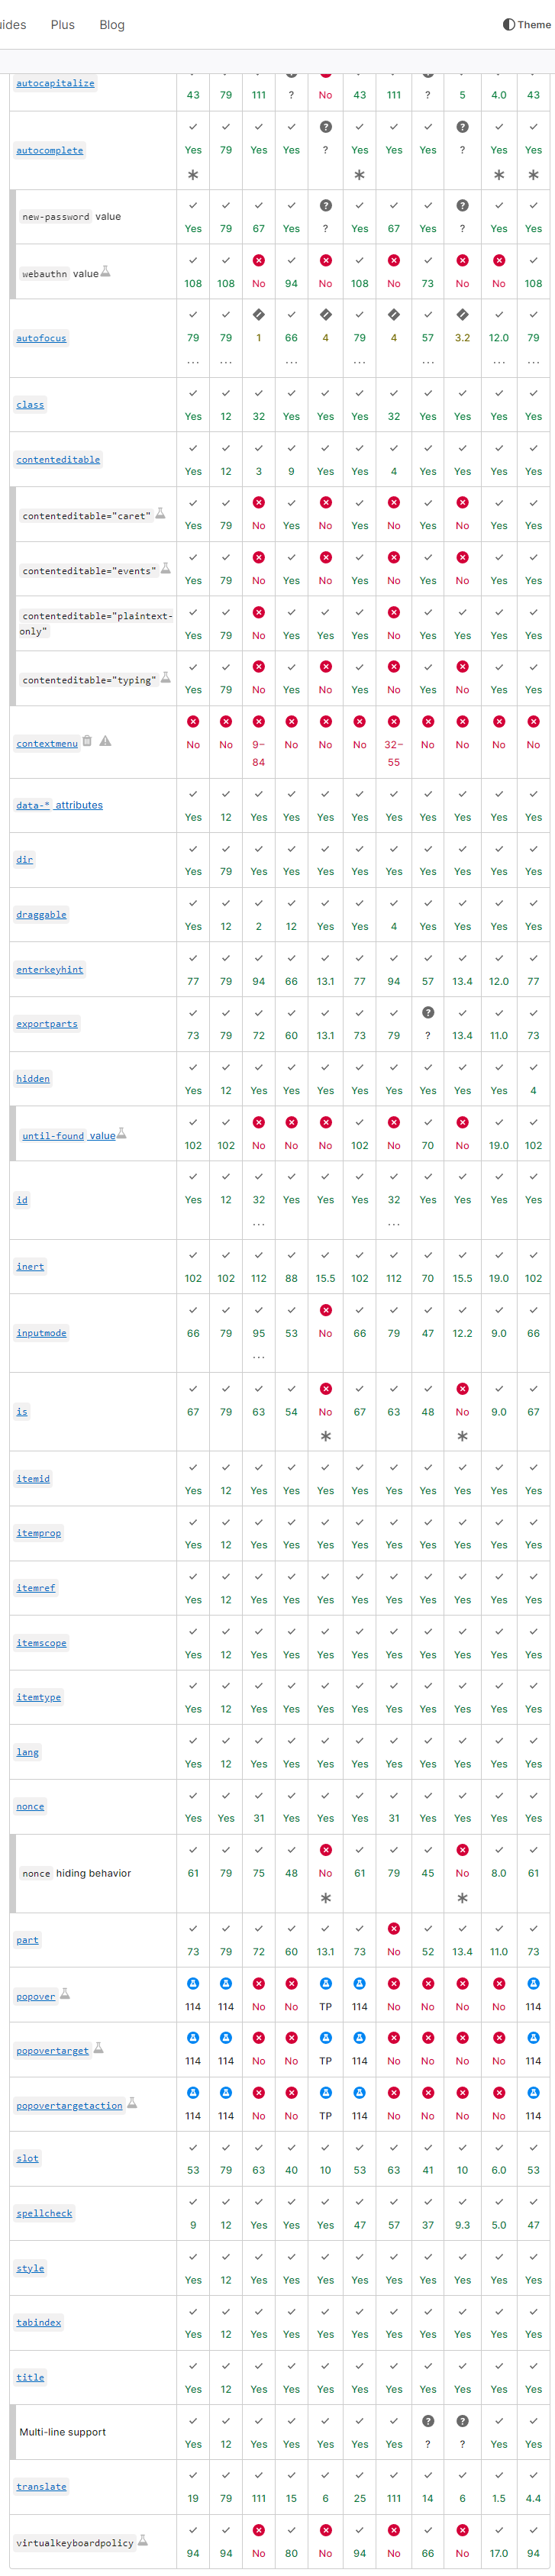 uides Plus Blog Theme
autocapitalize
43 79 111 ? No 43 111 ? 5 4.0 43
autocomplete Yes 79 Yes Yes ? Yes Yes Yes ? Yes Yes
* * *
new-password value
Yes 79 67 Yes ? Yes 67 Yes ? Yes Yes
webauthn value
108 108 No 94 No 108 No 73 No No 108
autofocus 79 79 1 66 4 79 4 57 3.2 12.0 79
... ... ... ... ... ...
class
Yes 12 32 Yes Yes Yes 32 Yes Yes Yes Yes
contenteditable
Yes 12 3 9 Yes Yes 4 Yes Yes Yes Yes
contenteditable="caret"
Yes 79 No Yes No Yes No Yes No Yes Yes
contenteditable="events"
Yes 79 No Yes No Yes No Yes No Yes Yes
contenteditable="plaintext-
only"
Yes 79 No Yes Yes Yes No Yes Yes Yes Yes
contenteditable="typing"
Yes 79 No Yes No Yes No Yes No Yes Yes
contextmenu No No 9– No No No 32– No No No No
84 55
data-* attributes
Yes 12 Yes Yes Yes Yes Yes Yes Yes Yes Yes
dir
Yes 79 Yes Yes Yes Yes Yes Yes Yes Yes Yes
draggable
Yes 12 2 12 Yes Yes 4 Yes Yes Yes Yes
enterkeyhint
77 79 94 66 13.1 77 94 57 13.4 12.0 77
exportparts
73 79 72 60 13.1 73 79 ? 13.4 11.0 73
hidden
Yes 12 Yes Yes Yes Yes Yes Yes Yes Yes 4
until-found value
102 102 No No No 102 No 70 No 19.0 102
id Yes 12 32 Yes Yes Yes 32 Yes Yes Yes Yes
... ...
inert
102 102 112 88 15.5 102 112 70 15.5 19.0 102
inputmode 66 79 95 53 No 66 79 47 12.2 9.0 66
...
is 67 79 63 54 No 67 63 48 No 9.0 67
* *
itemid
Yes 12 Yes Yes Yes Yes Yes Yes Yes Yes Yes
itemprop
Yes 12 Yes Yes Yes Yes Yes Yes Yes Yes Yes
itemref
Yes 12 Yes Yes Yes Yes Yes Yes Yes Yes Yes
itemscope
Yes 12 Yes Yes Yes Yes Yes Yes Yes Yes Yes
itemtype
Yes 12 Yes Yes Yes Yes Yes Yes Yes Yes Yes
lang
Yes 12 Yes Yes Yes Yes Yes Yes Yes Yes Yes
nonce
Yes Yes 31 Yes Yes Yes 31 Yes Yes Yes Yes
nonce hiding behavior 61 79 75 48 No 61 79 45 No 8.0 61
* *
part
73 79 72 60 13.1 73 No 52 13.4 11.0 73
popover
114 114 No No TP 114 No No No No 114
popovertarget
114 114 No No TP 114 No No No No 114
popovertargetaction
114 114 No No TP 114 No No No No 114
slot
53 79 63 40 10 53 63 41 10 6.0 53
spellcheck
9 12 Yes Yes Yes 47 57 37 9.3 5.0 47
style
Yes 12 Yes Yes Yes Yes Yes Yes Yes Yes Yes
tabindex
Yes 12 Yes Yes Yes Yes Yes Yes Yes Yes Yes
title
Yes 12 Yes Yes Yes Yes Yes Yes Yes Yes Yes
Multi-line support
Yes 12 Yes Yes Yes Yes Yes ? ? Yes Yes
translate
19 79 111 15 6 25 111 14 6 1.5 4.4
virtualkeyboardpolicy
94 94 No 80 No 94 No 66 No 17.0 94